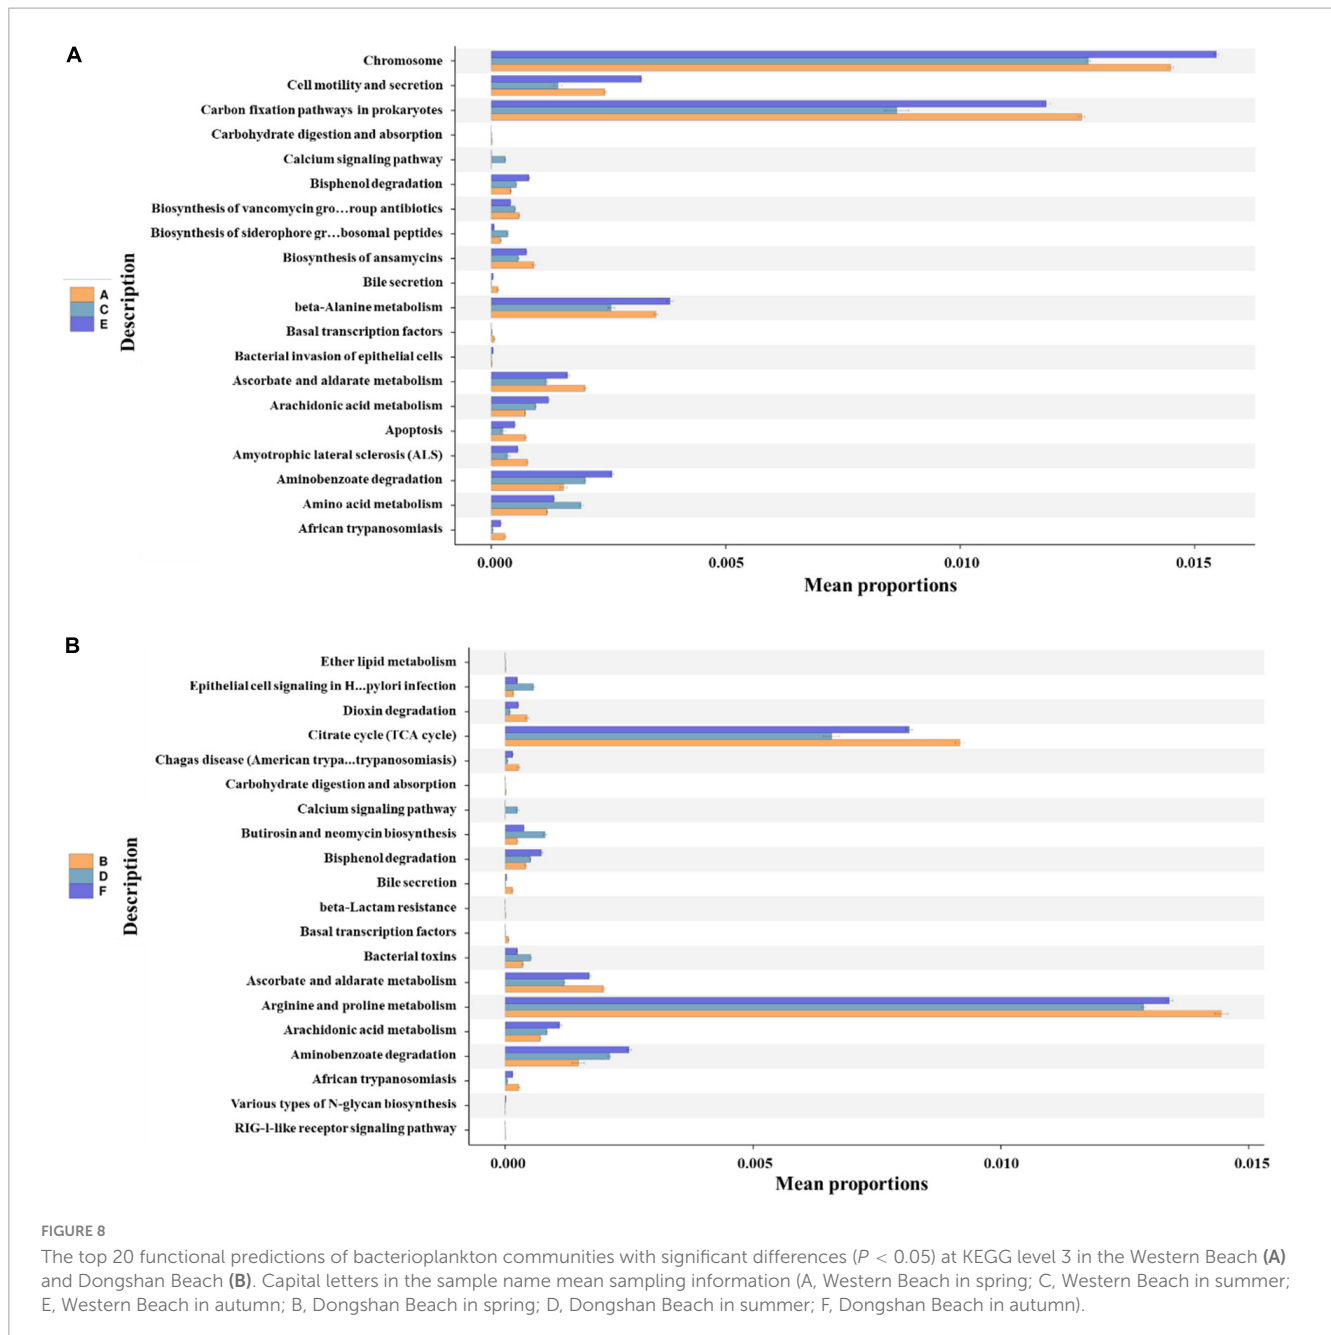 A
Chromosome
Cell motility and secretion
Carbon fixation pathways in prokaryotes
Carbohydrate digestion and absorption
Calcium signaling pathway
Bisphenol degradation
Biosynthesis of vancomycin gro...roup antibiotics
Biosynthesis of siderophore gr...bosomal peptides
Biosynthesis of ansamycins
Bile secretion
beta-Alanine metabolism
Basal transcription factors
Bacterial invasion of epithelial cells
Ascorbate and aldarate metabolism
Arachidonic acid metabolism
Apoptosis
Amyotrophic lateral sclerosis (ALS)
Aminobenzoate degradation
Amino acid metabolism
African trypanosomiasis
A
C
E
Description
0.000 0.005 0.010 0.015
Mean proportions
B
Ether lipid metabolism
Epithelial cell signaling in H...pylori infection
Dioxin degradation
Citrate cycle (TCA cycle)
Chagas disease (American trypa...trypanosomiasis)
Carbohydrate digestion and absorption
Calcium signaling pathway
Butirosin and neomycin biosynthesis
Bisphenol degradation
Bile secretion
beta-Lactam resistance
Basal transcription factors
Bacterial toxins
Ascorbate and aldarate metabolism
Arginine and proline metabolism
Arachidonic acid metabolism
Aminobenzoate degradation
African trypanosomiasis
Various types of N-glycan biosynthesis
RIG-I-like receptor signaling pathway
B
D
F
Description
0.000 0.005 0.010 0.015
Mean proportions
FIGURE 8
The top 20 functional predictions of bacterioplankton communities with significant differences (P < 0.05) at KEGG level 3 in the Western Beach (A)
and Dongshan Beach (B). Capital letters in the sample name mean sampling information (A, Western Beach in spring; C, Western Beach in summer;
E, Western Beach in autumn; B, Dongshan Beach in spring; D, Dongshan Beach in summer; F, Dongshan Beach in autumn).